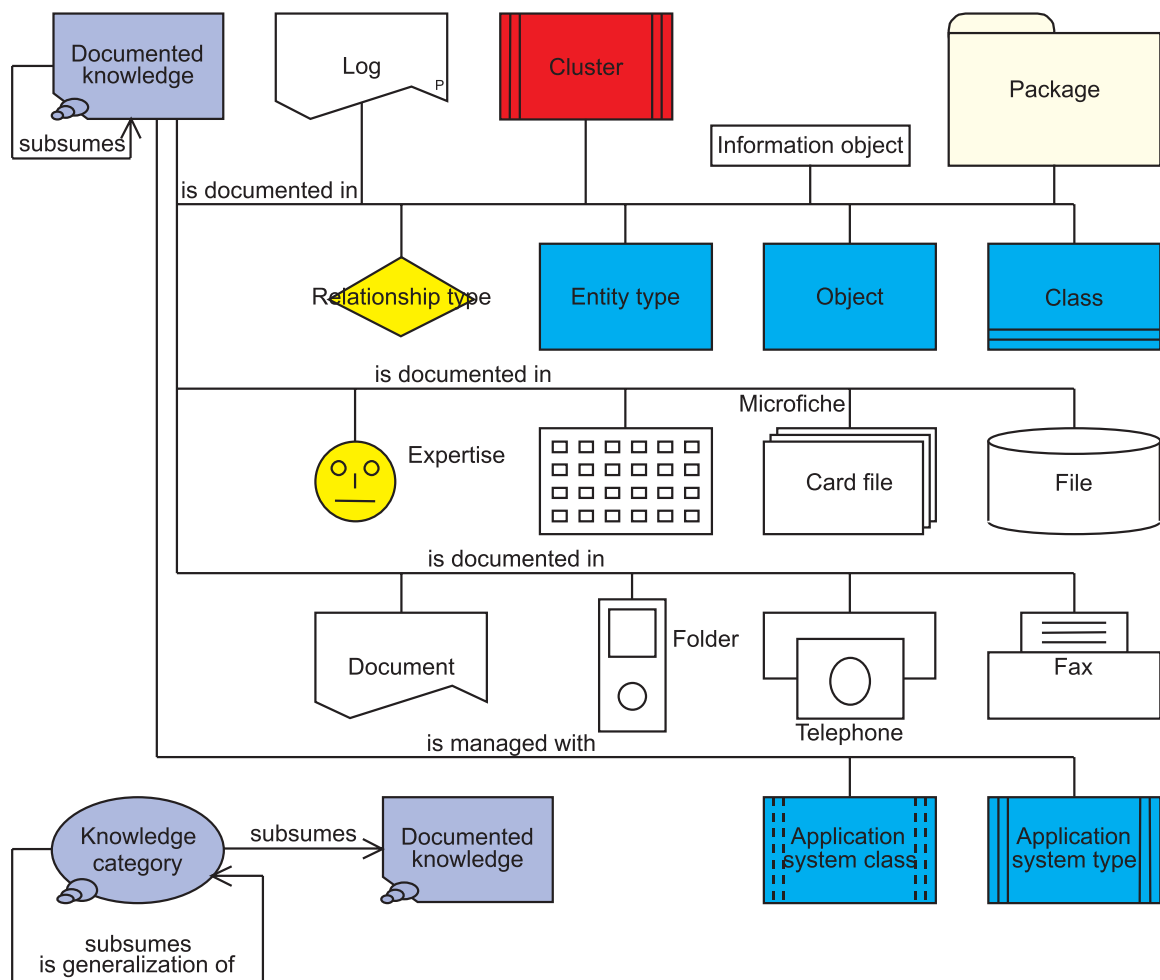 Documented
knowledge
subsumes
Log
P
Cluster
Package
Information object
is documented in
Relationship type
Entity type
Object
Class
is documented in
Microfiche
Expertise
Card file
File
is documented in
Document
Folder
Telephone
Fax
is managed with
Knowledge
category
subsumes
Documented
knowledge
Application
system class
Application
system type
subsumes
is generalization of